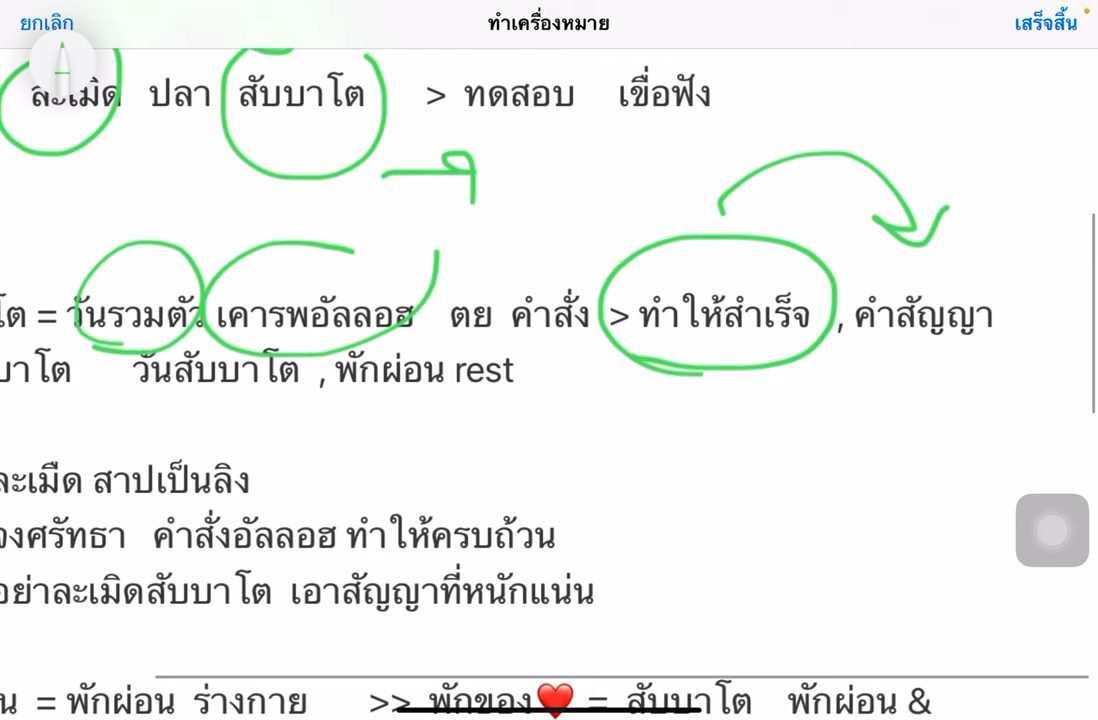 ยกเลิก ทำเครื่องหมาย เสร็จสิ้น
ละเมิด ปลา สับบาโต > ทดสอบ เขื่อฟัง
โต = วันรวมตัว เคารพอัลลอฮ ตย คำสั่ง > ทำให้สำเร็จ , คำสัญญา
บาโต วันสับบาโต , พักผ่อน rest
ละเมืด สาปเป็นลิง
จงศรัทธา คำสั่งอัลลอฮ ทำให้ครบถ้วน
อย่าละเมิดสับบาโต เอาสัญญาที่หนักแน่น
น = พักผ่อน ร่างกาย >> พักของ❤️ = สับบาโต พักผ่อน &